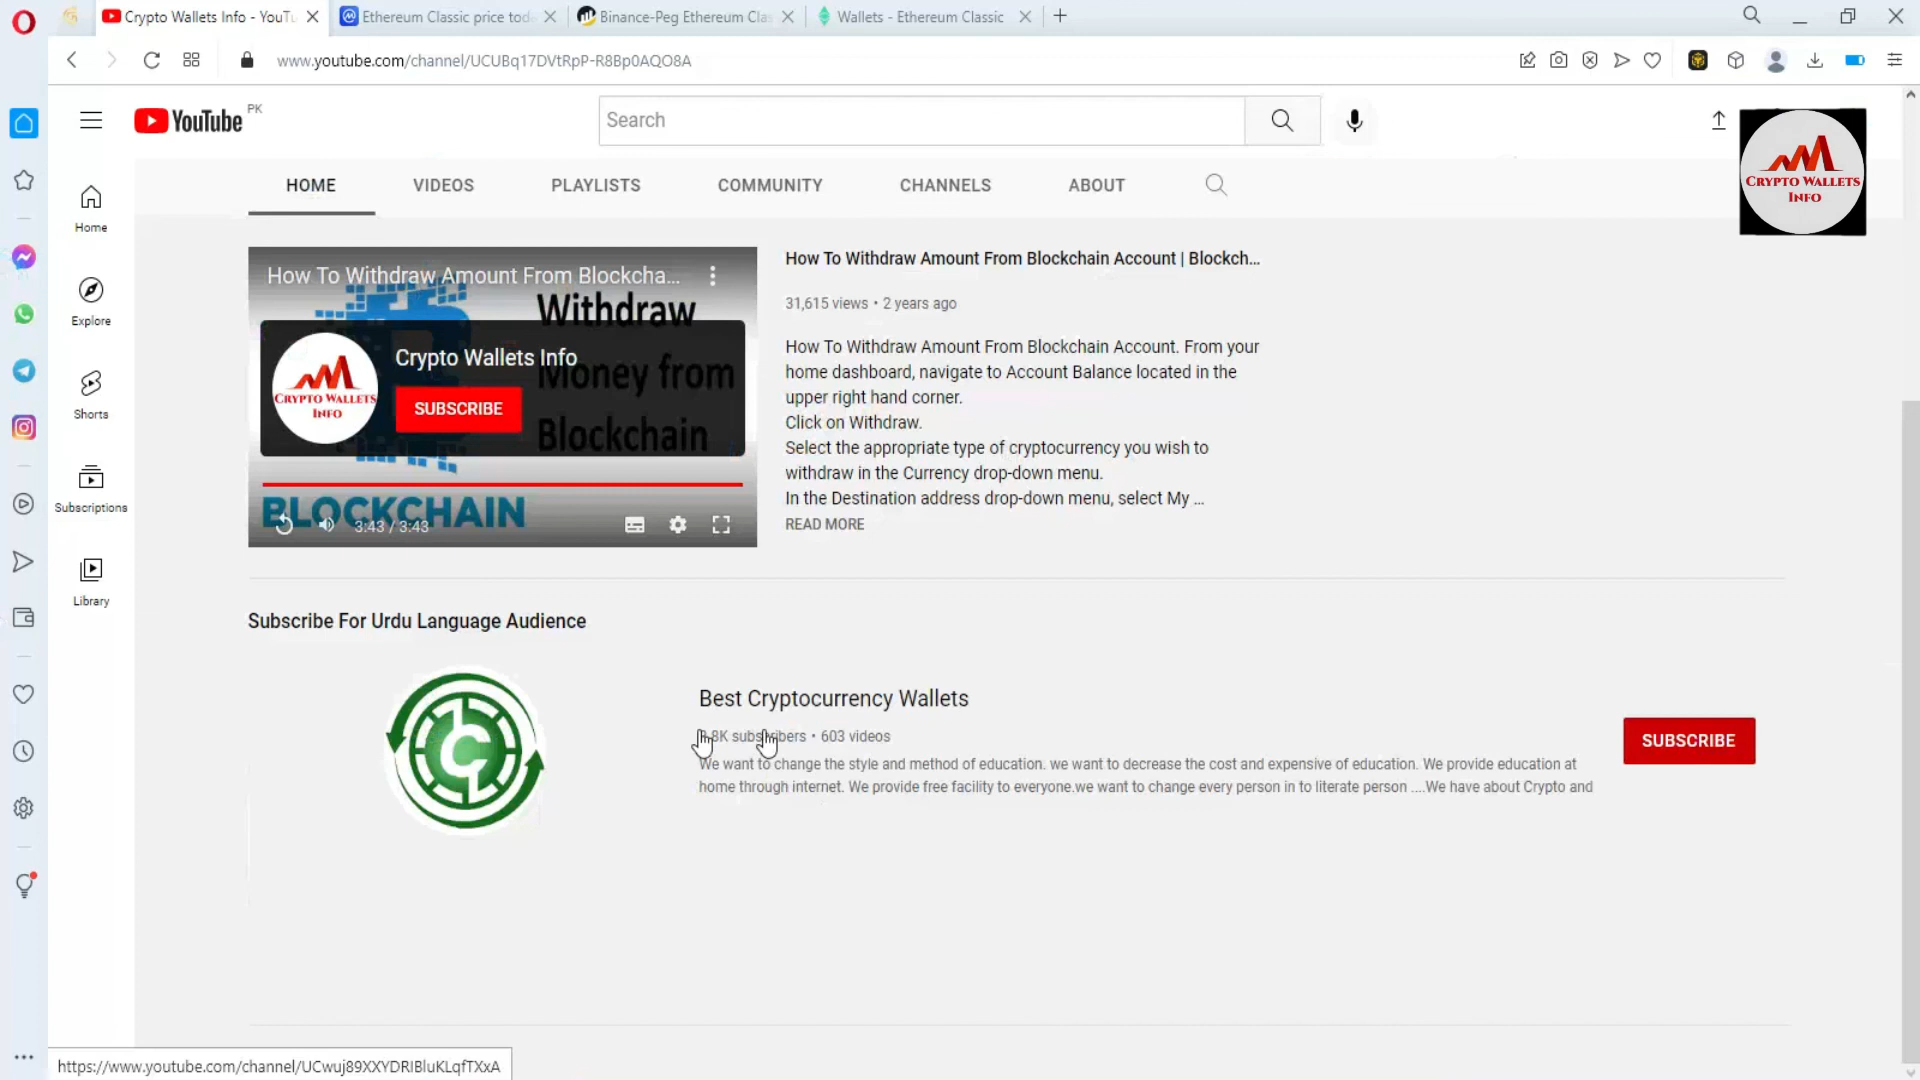 Crypto Wallets Info - YouTu
Ethereum Classic price tod
Binance-Peg Ethereum Cla
Wallets - Ethereum Classic
www.youtube.com/channel/UCUBq17DVtRpP-R8Bp0AQO8A
YouTube PK
Search
CRYPTO WALLETS
INFO
HOME VIDEOS PLAYLISTS COMMUNITY CHANNELS ABOUT
Home
Explore
Shorts
Subscriptions
Library
How To Withdraw Amount From Blockcha...
Withdraw
Money from
Blockchain
BLOCKCHAIN
Crypto Wallets Info
SUBSCRIBE
CRYPTO WALLETS
INFO
3:43 / 3:43
How To Withdraw Amount From Blockchain Account | Blockch...
31,615 views • 2 years ago
How To Withdraw Amount From Blockchain Account. From your
home dashboard, navigate to Account Balance located in the
upper right hand corner.
Click on Withdraw.
Select the appropriate type of cryptocurrency you wish to
withdraw in the Currency drop-down menu.
In the Destination address drop-down menu, select My ...
READ MORE
Subscribe For Urdu Language Audience
Best Cryptocurrency Wallets
subscribers • 603 videos
We want to change the style and method of education. we want to decrease the cost and expensive of education. We provide education at
home through internet. We provide free facility to everyone.we want to change every person in to literate person ....We have about Crypto and
SUBSCRIBE
https://www.youtube.com/channel/UCwuj89XXYDRIBluKLqfTXxA